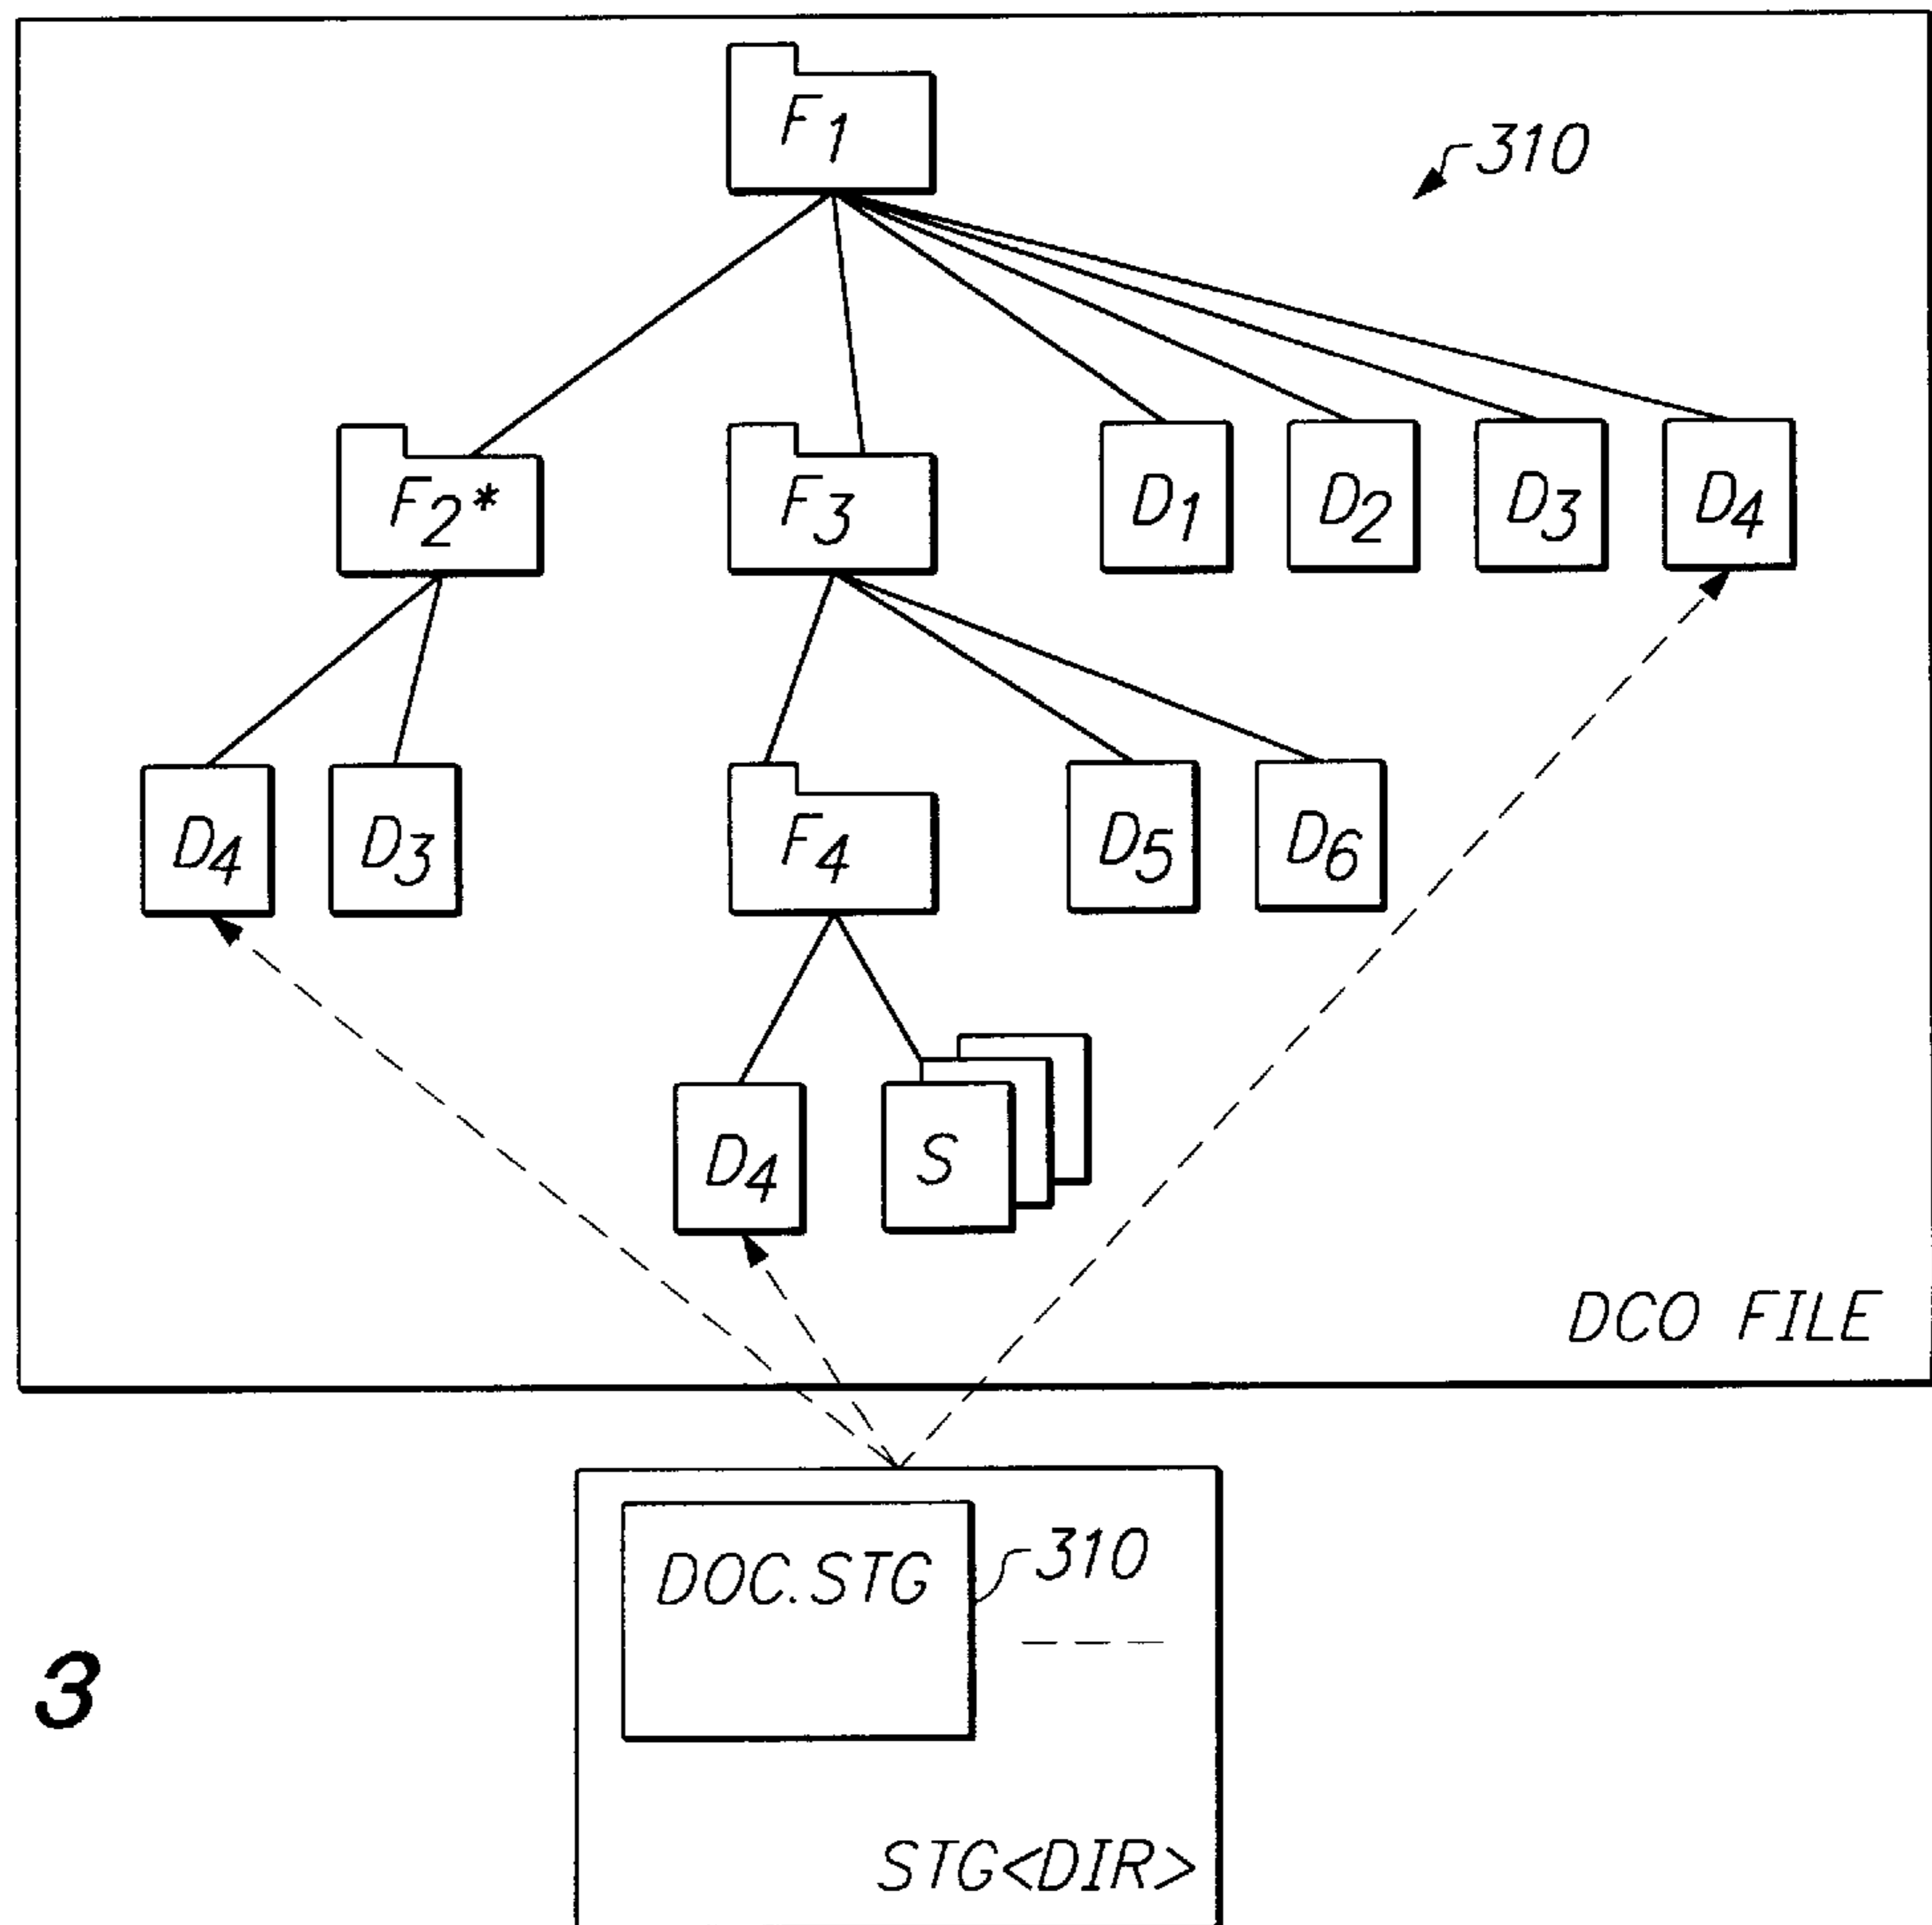 F1
310
F2*
F3
D1
D2
D3
D4
D4
D3
F4
D5
D6
D4
S
DCO FILE
DOC.STG
310
3
STG<DIR>